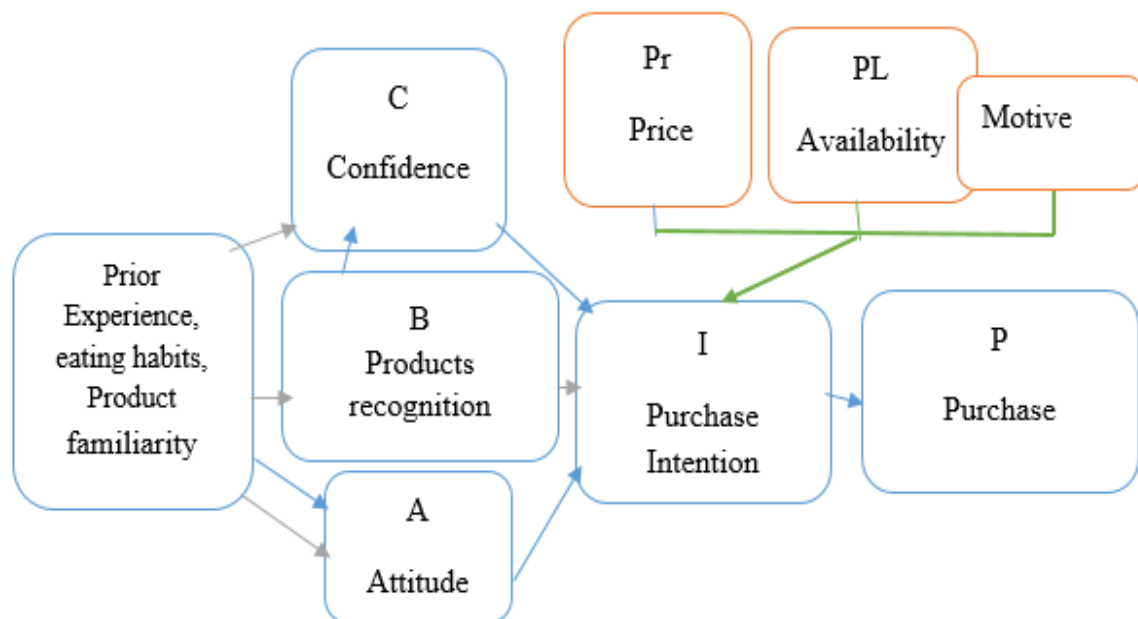 Prior
Experience,
eating habits,
Product
familiarity
C
Confidence
B
Products
recognition
A
Attitude
Pr
Price
PL
Availability
Motive
I
Purchase
Intention
P
Purchase